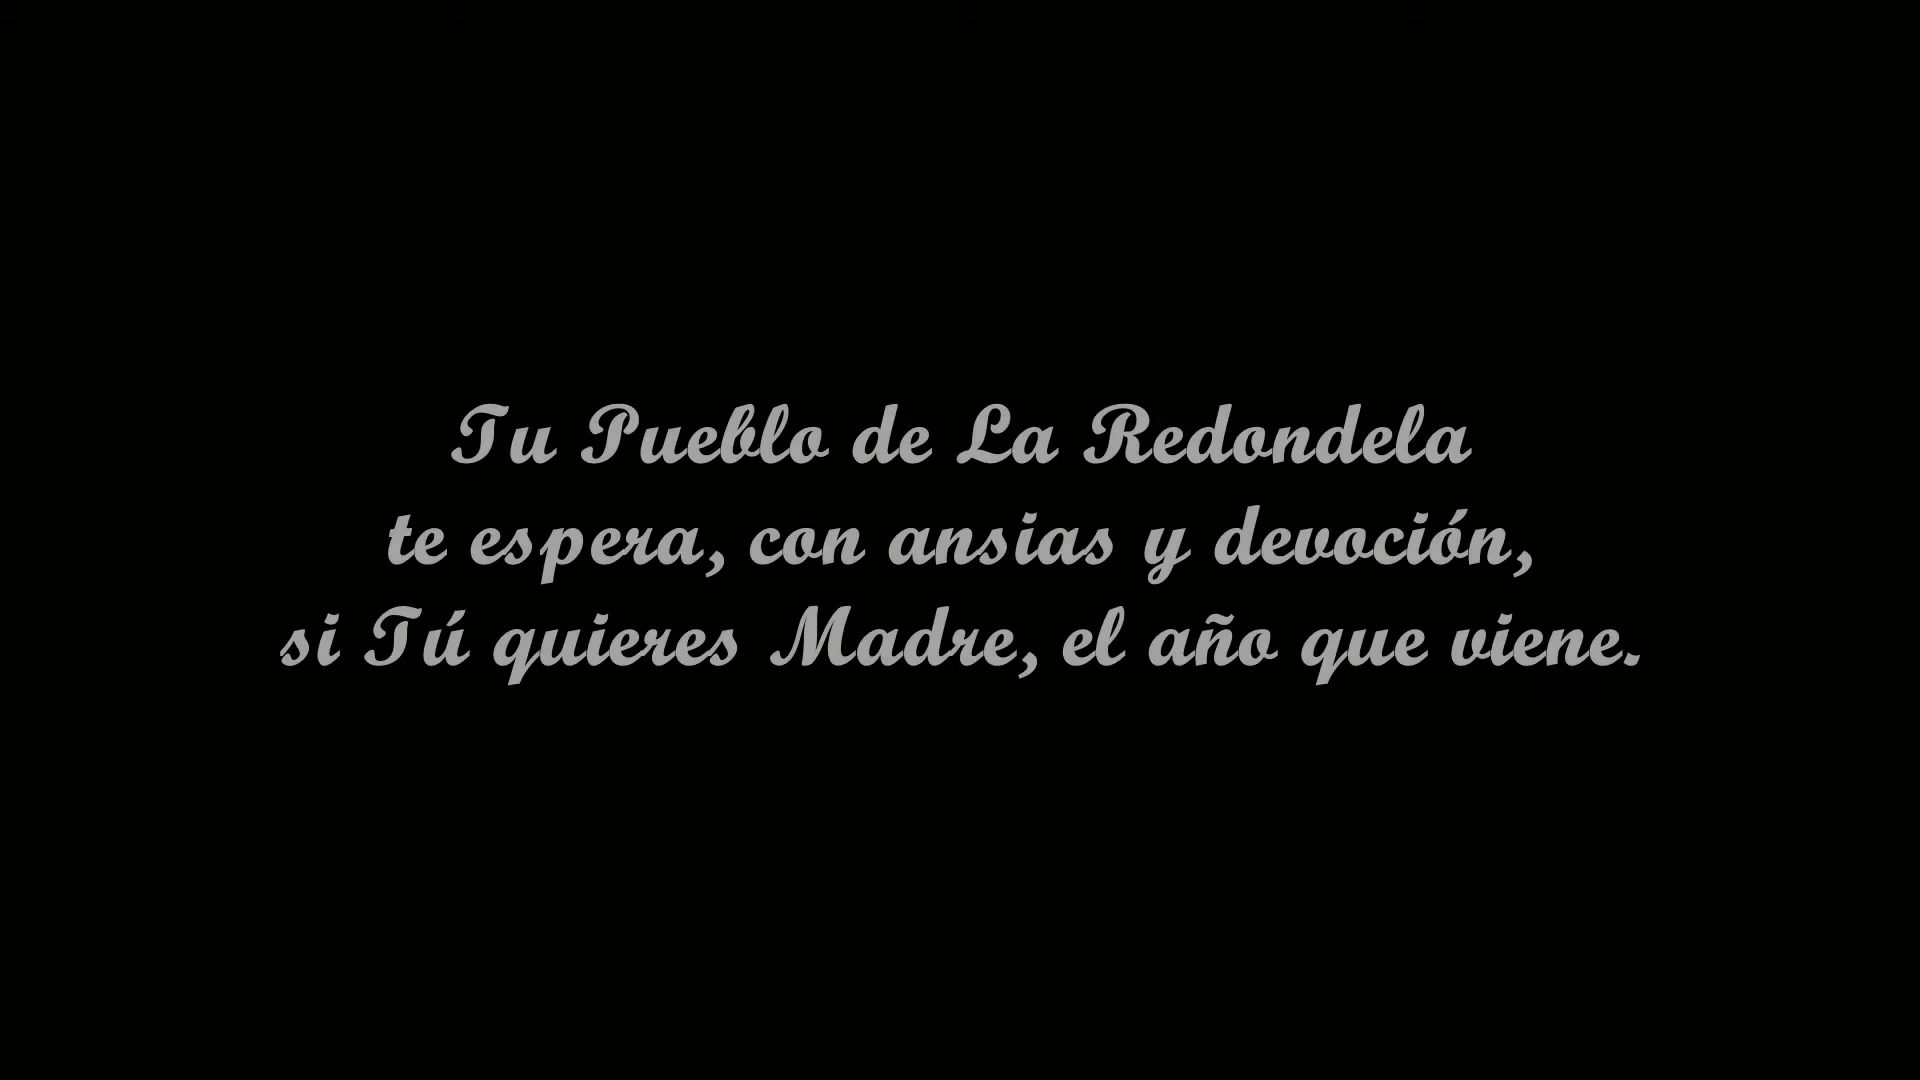 Tu Pueblo de La Redondela
te espera, con ansias y devoción,
si Tú quieres Madre, el año que viene.